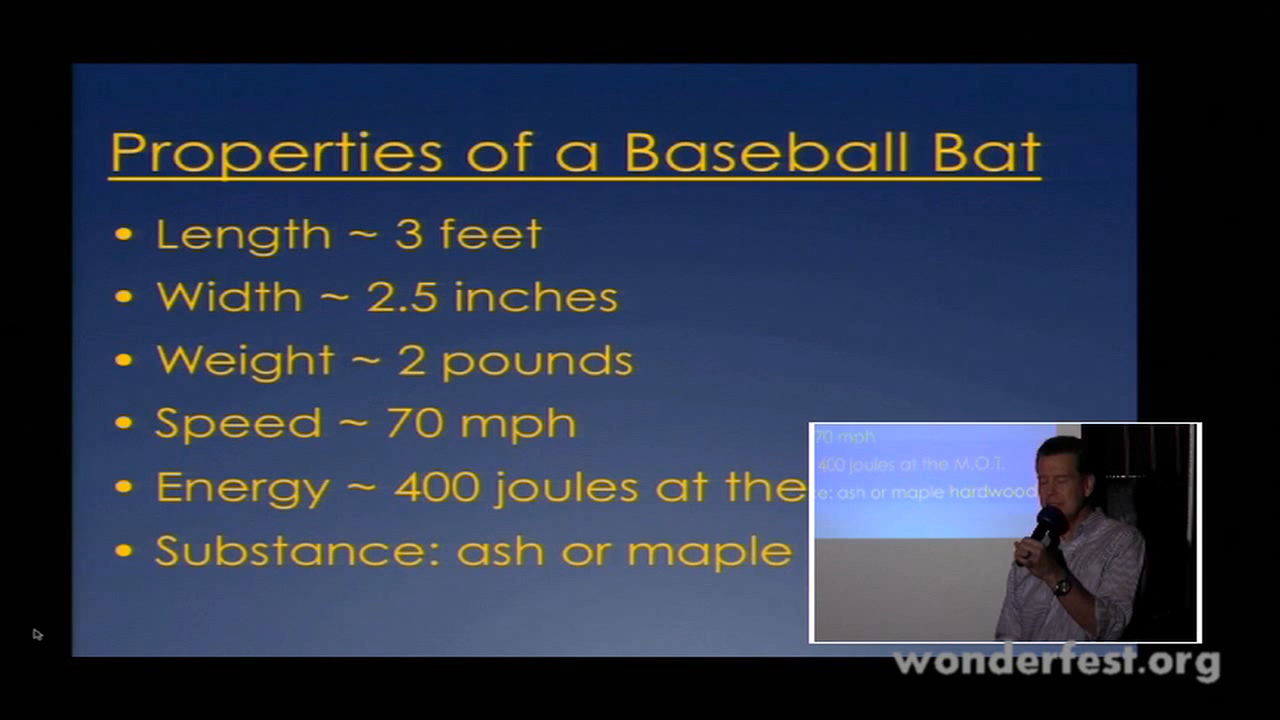 Properties of a Baseball Bat
• Length ~ 3 feet
• Width ~ 2.5 inches
• Weight ~ 2 pounds
• Speed ~ 70 mph
• Energy ~ 400 joules at the
• Substance: ash or maple
70 mph
400 joules at the M.O.I.
ce: ash or maple hardwood
wonderfest.org